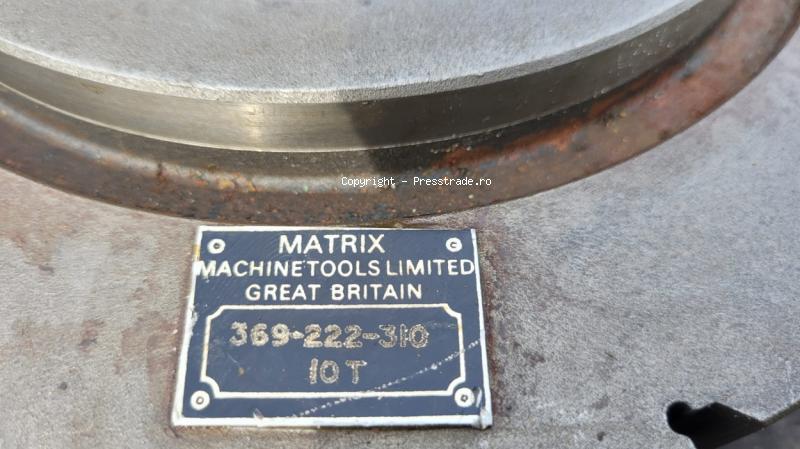 Copyright - Presstrade.ro
MATRIX
MACHINE TOOLS LIMITED
GREAT BRITAIN
369-222-310
10T